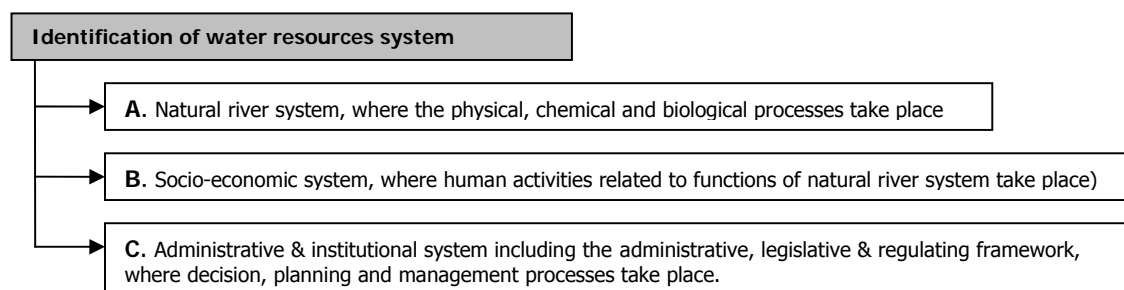 Identification of water resources system
A. Natural river system, where the physical, chemical and biological processes take place
B. Socio-economic system, where human activities related to functions of natural river system take place)
C. Administrative & institutional system including the administrative, legislative & regulating framework,
where decision, planning and management processes take place.